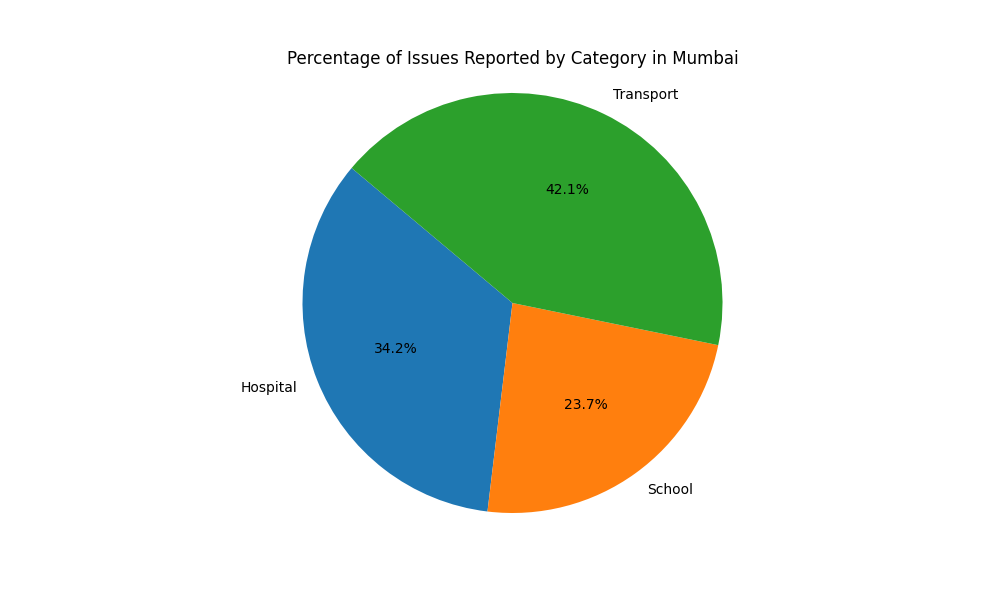 Percentage of Issues Reported by Category in Mumbai
Transport
42.1%
34.2%
Hospital
23.7%
School